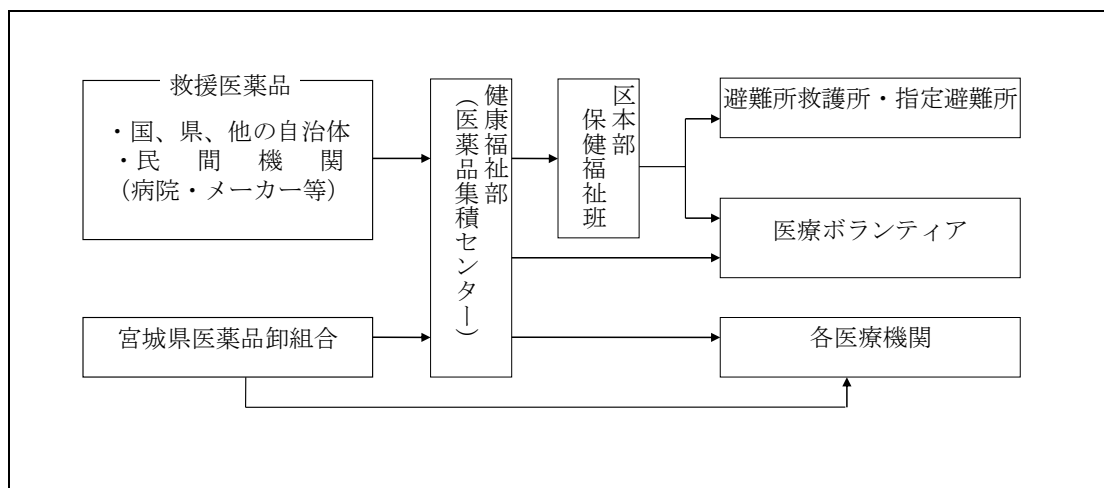 救援医薬品
・国、県、他の自治体
・民間機関
(病院・メーカー等)
宮城県医薬品卸組合
健康福祉部
(医薬品集積センター)
区本部
保健福祉班
避難所救護所・指定避難所
医療ボランティア
各医療機関